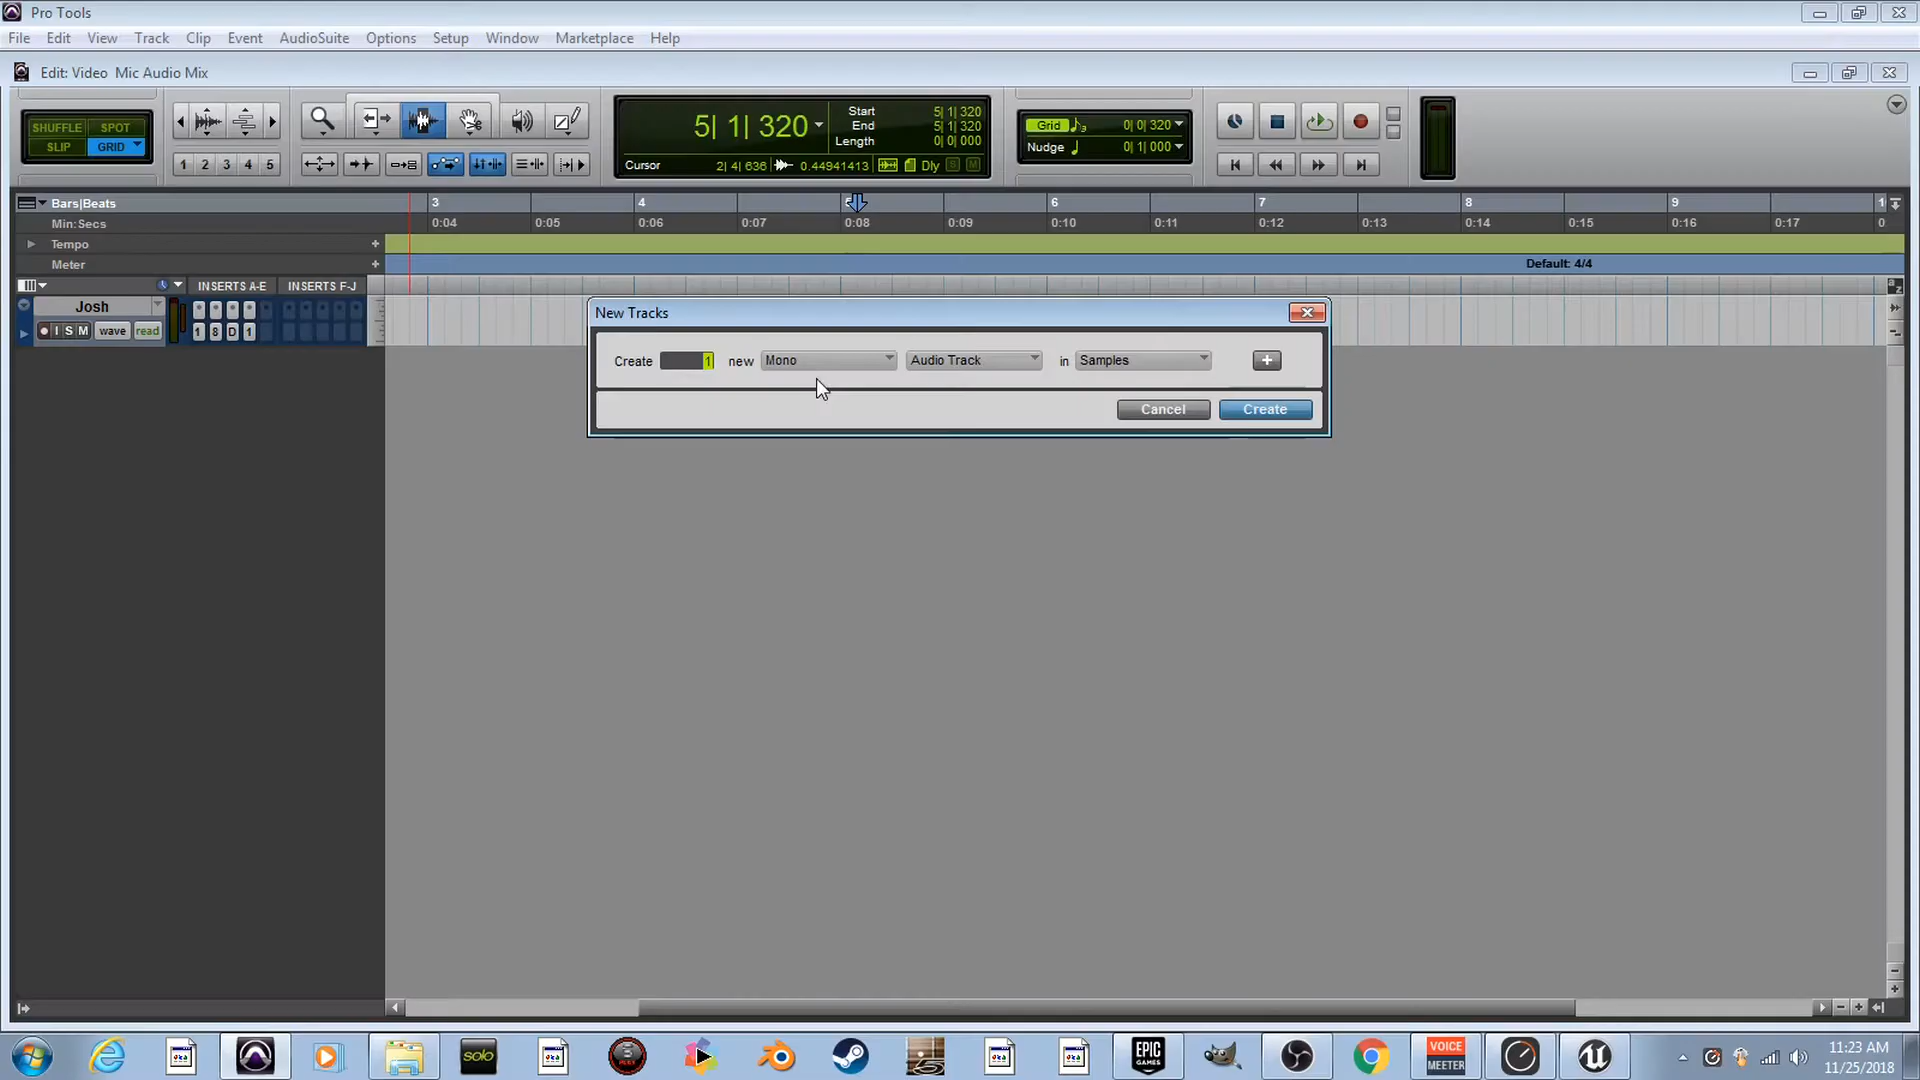 Pro Tools
File Edit View Track Clip Event AudioSuite Options Setup Window Marketplace Help
Edit: Video Mic Audio Mix
SHUFFLE SPOT
SLIP GRID
1 2 3 4 5
5| 1| 320
Start 5| 1| 320
End 5| 1| 320
Length 0| 0| 000
Cursor 2| 4| 636 0.44941413 Dly S M
Grid 0| 0| 320
Nudge 0| 1| 000
Bars|Beats 3 4 5 6 7 8 9 1
Min:Secs 0:04 0:05 0:06 0:07 0:08 0:09 0:10 0:11 0:12 0:13 0:14 0:15 0:16 0:17 0
Tempo
Meter Default: 4/4
INSERTS A-E INSERTS F-J
a z
Josh
I S M wave read 1 8 D 1
New Tracks
Create 1 new Mono Audio Track in Samples
Cancel Create
solo
EPIC GAMES
VOICE MEETER
11:23 AM
11/25/2018